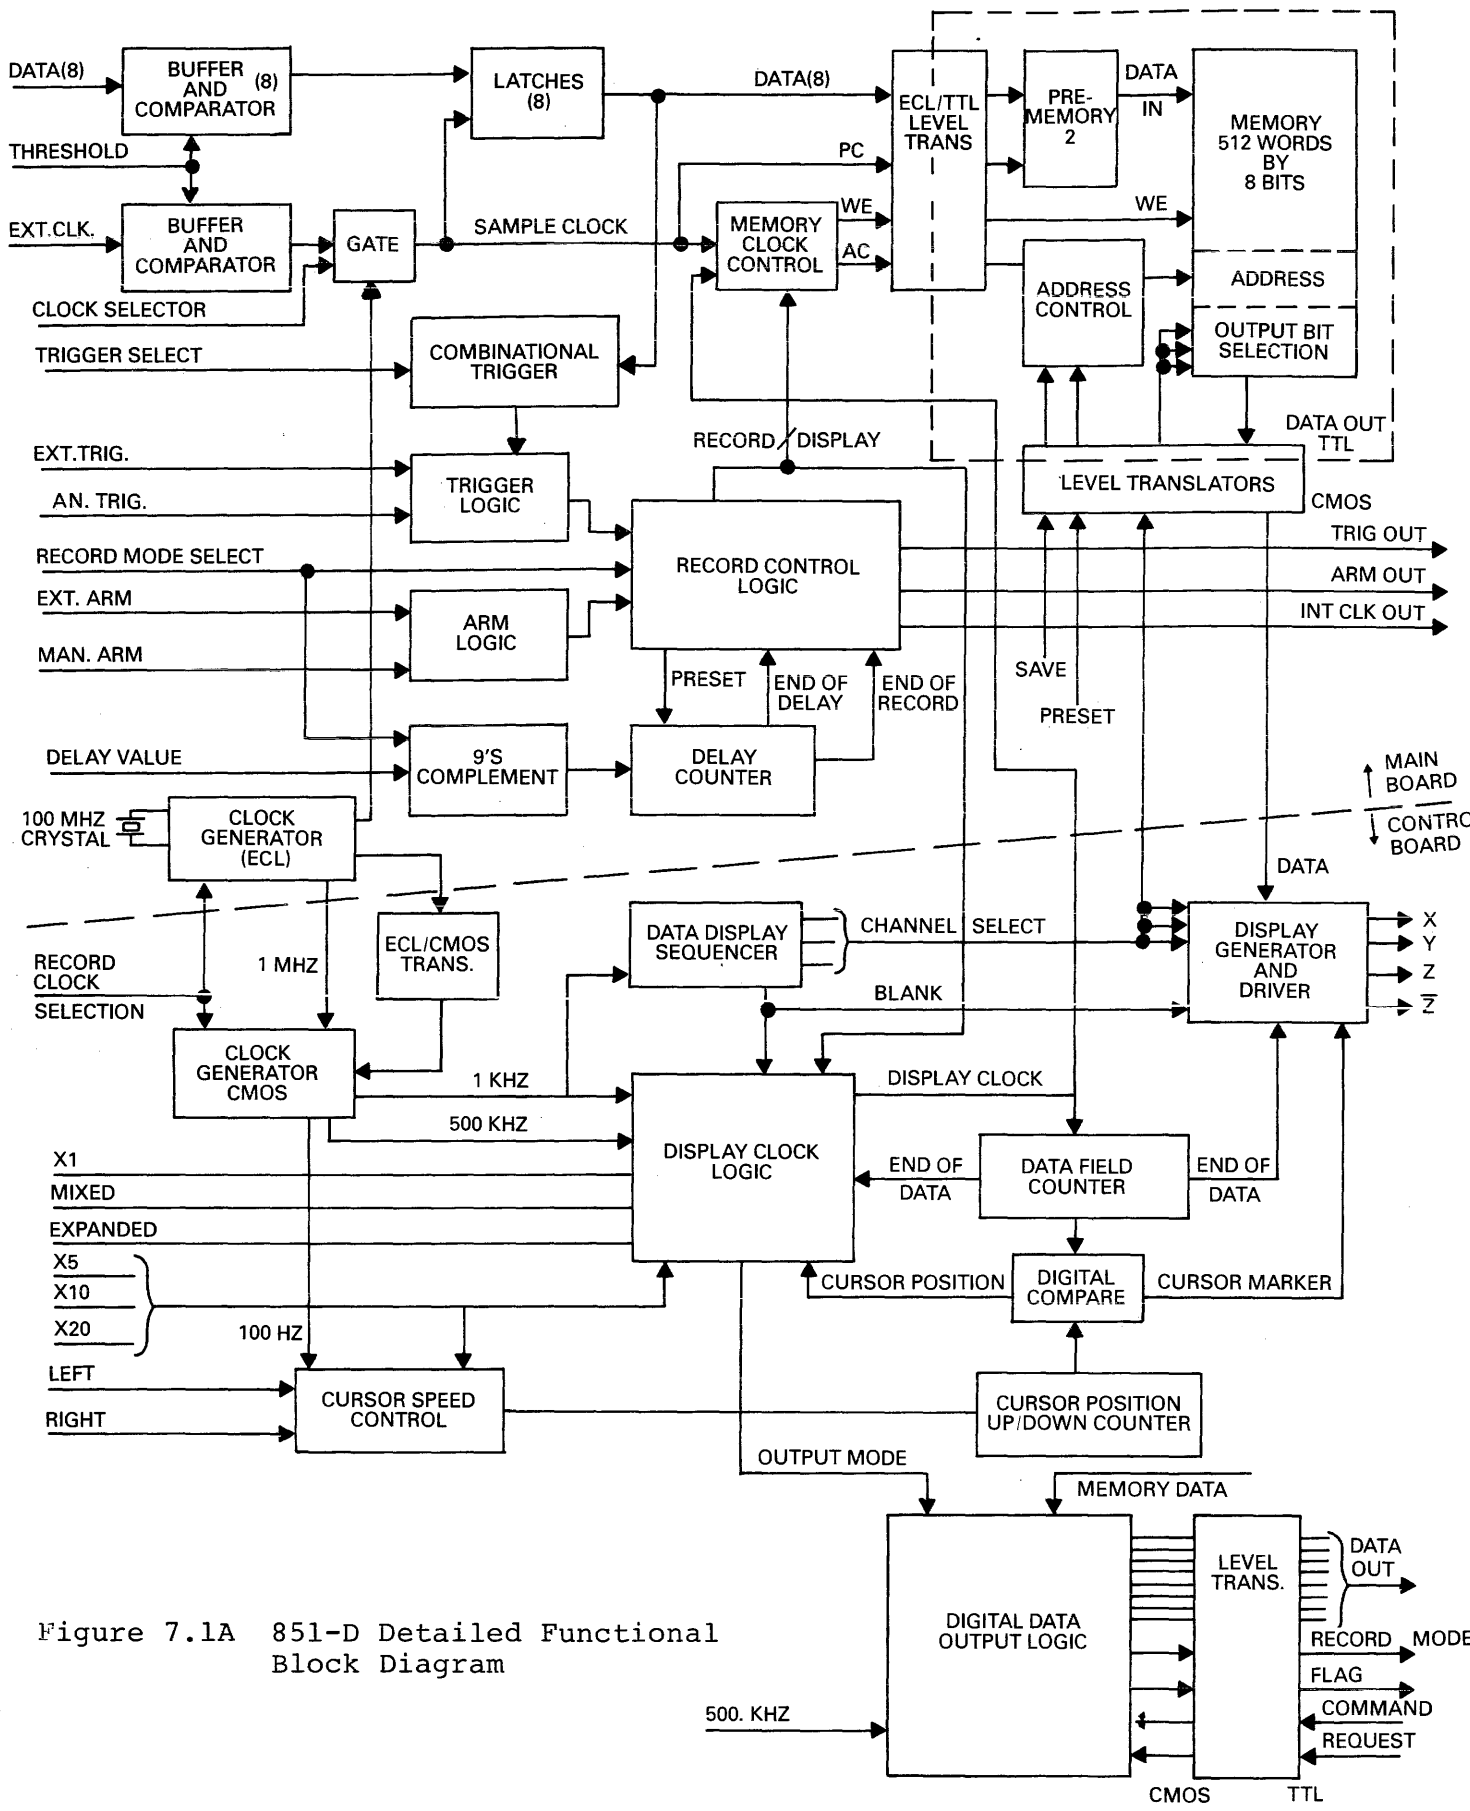 DATA(8)
BUFFER
AND (8)
COMPARATOR
LATCHES
(8)
DATA(8)
ECL/TTL
LEVEL
TRANS
PRE-
MEMORY
2
DATA
IN
MEMORY
512 WORDS
BY
8 BITS
THRESHOLD
PC
EXT.CLK.
BUFFER
AND
COMPARATOR
GATE
SAMPLE CLOCK
MEMORY
CLOCK
CONTROL
WE
AC
WE
ADDRESS
CONTROL
ADDRESS
OUTPUT BIT
SELECTION
CLOCK SELECTOR
TRIGGER SELECT
COMBINATIONAL
TRIGGER
RECORD/DISPLAY
DATA OUT
TTL
EXT.TRIG.
AN. TRIG.
TRIGGER
LOGIC
LEVEL TRANSLATORS
CMOS
RECORD MODE SELECT
RECORD CONTROL
LOGIC
TRIG OUT
ARM OUT
INT CLK OUT
EXT. ARM
MAN. ARM
ARM
LOGIC
PRESET
END OF
DELAY
END OF
RECORD
SAVE
PRESET
DELAY VALUE
9'S
COMPLEMENT
DELAY
COUNTER
MAIN
BOARD
CONTRO
BOARD
100 MHZ
CRYSTAL
CLOCK
GENERATOR
(ECL)
DATA
ECL/CMOS
TRANS.
DATA DISPLAY
SEQUENCER
CHANNEL SELECT
DISPLAY
GENERATOR
AND
DRIVER
X
Y
Z
Z̅
RECORD
CLOCK
SELECTION
1 MHZ
BLANK
CLOCK
GENERATOR
CMOS
1 KHZ
500 KHZ
DISPLAY CLOCK
LOGIC
DISPLAY CLOCK
END OF
DATA
DATA FIELD
COUNTER
END OF
DATA
X1
MIXED
EXPANDED
X5
X10
X20
100 HZ
CURSOR POSITION
DIGITAL
COMPARE
CURSOR MARKER
LEFT
RIGHT
CURSOR SPEED
CONTROL
CURSOR POSITION
UP/DOWN COUNTER
OUTPUT MODE
MEMORY DATA
DIGITAL DATA
OUTPUT LOGIC
LEVEL
TRANS.
DATA
OUT
RECORD MODE
FLAG
COMMAND
REQUEST
500. KHZ
CMOS
TTL
Figure 7.1A 851-D Detailed Functional
Block Diagram